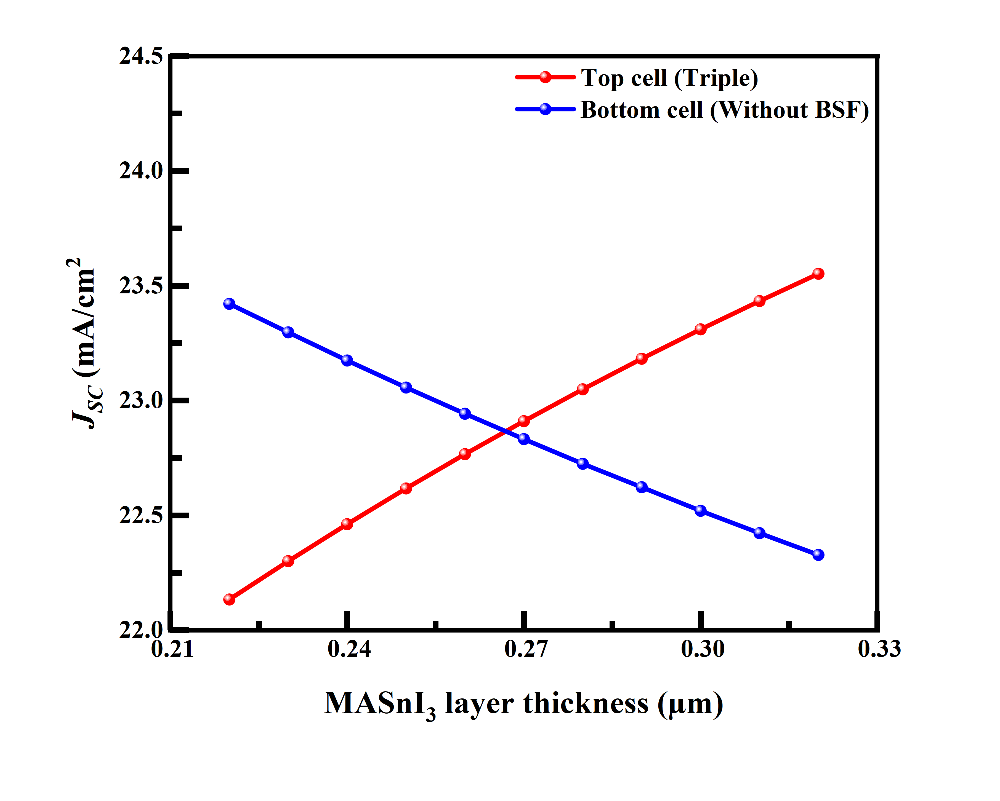 24.5
24.0
23.5
23.0
22.5
22.0
Top cell (Triple)
Bottom cell (Without BSF)
J_SC (mA/cm²
0.21 0.24 0.27 0.30 0.33
MASnI₃ layer thickness (µm)